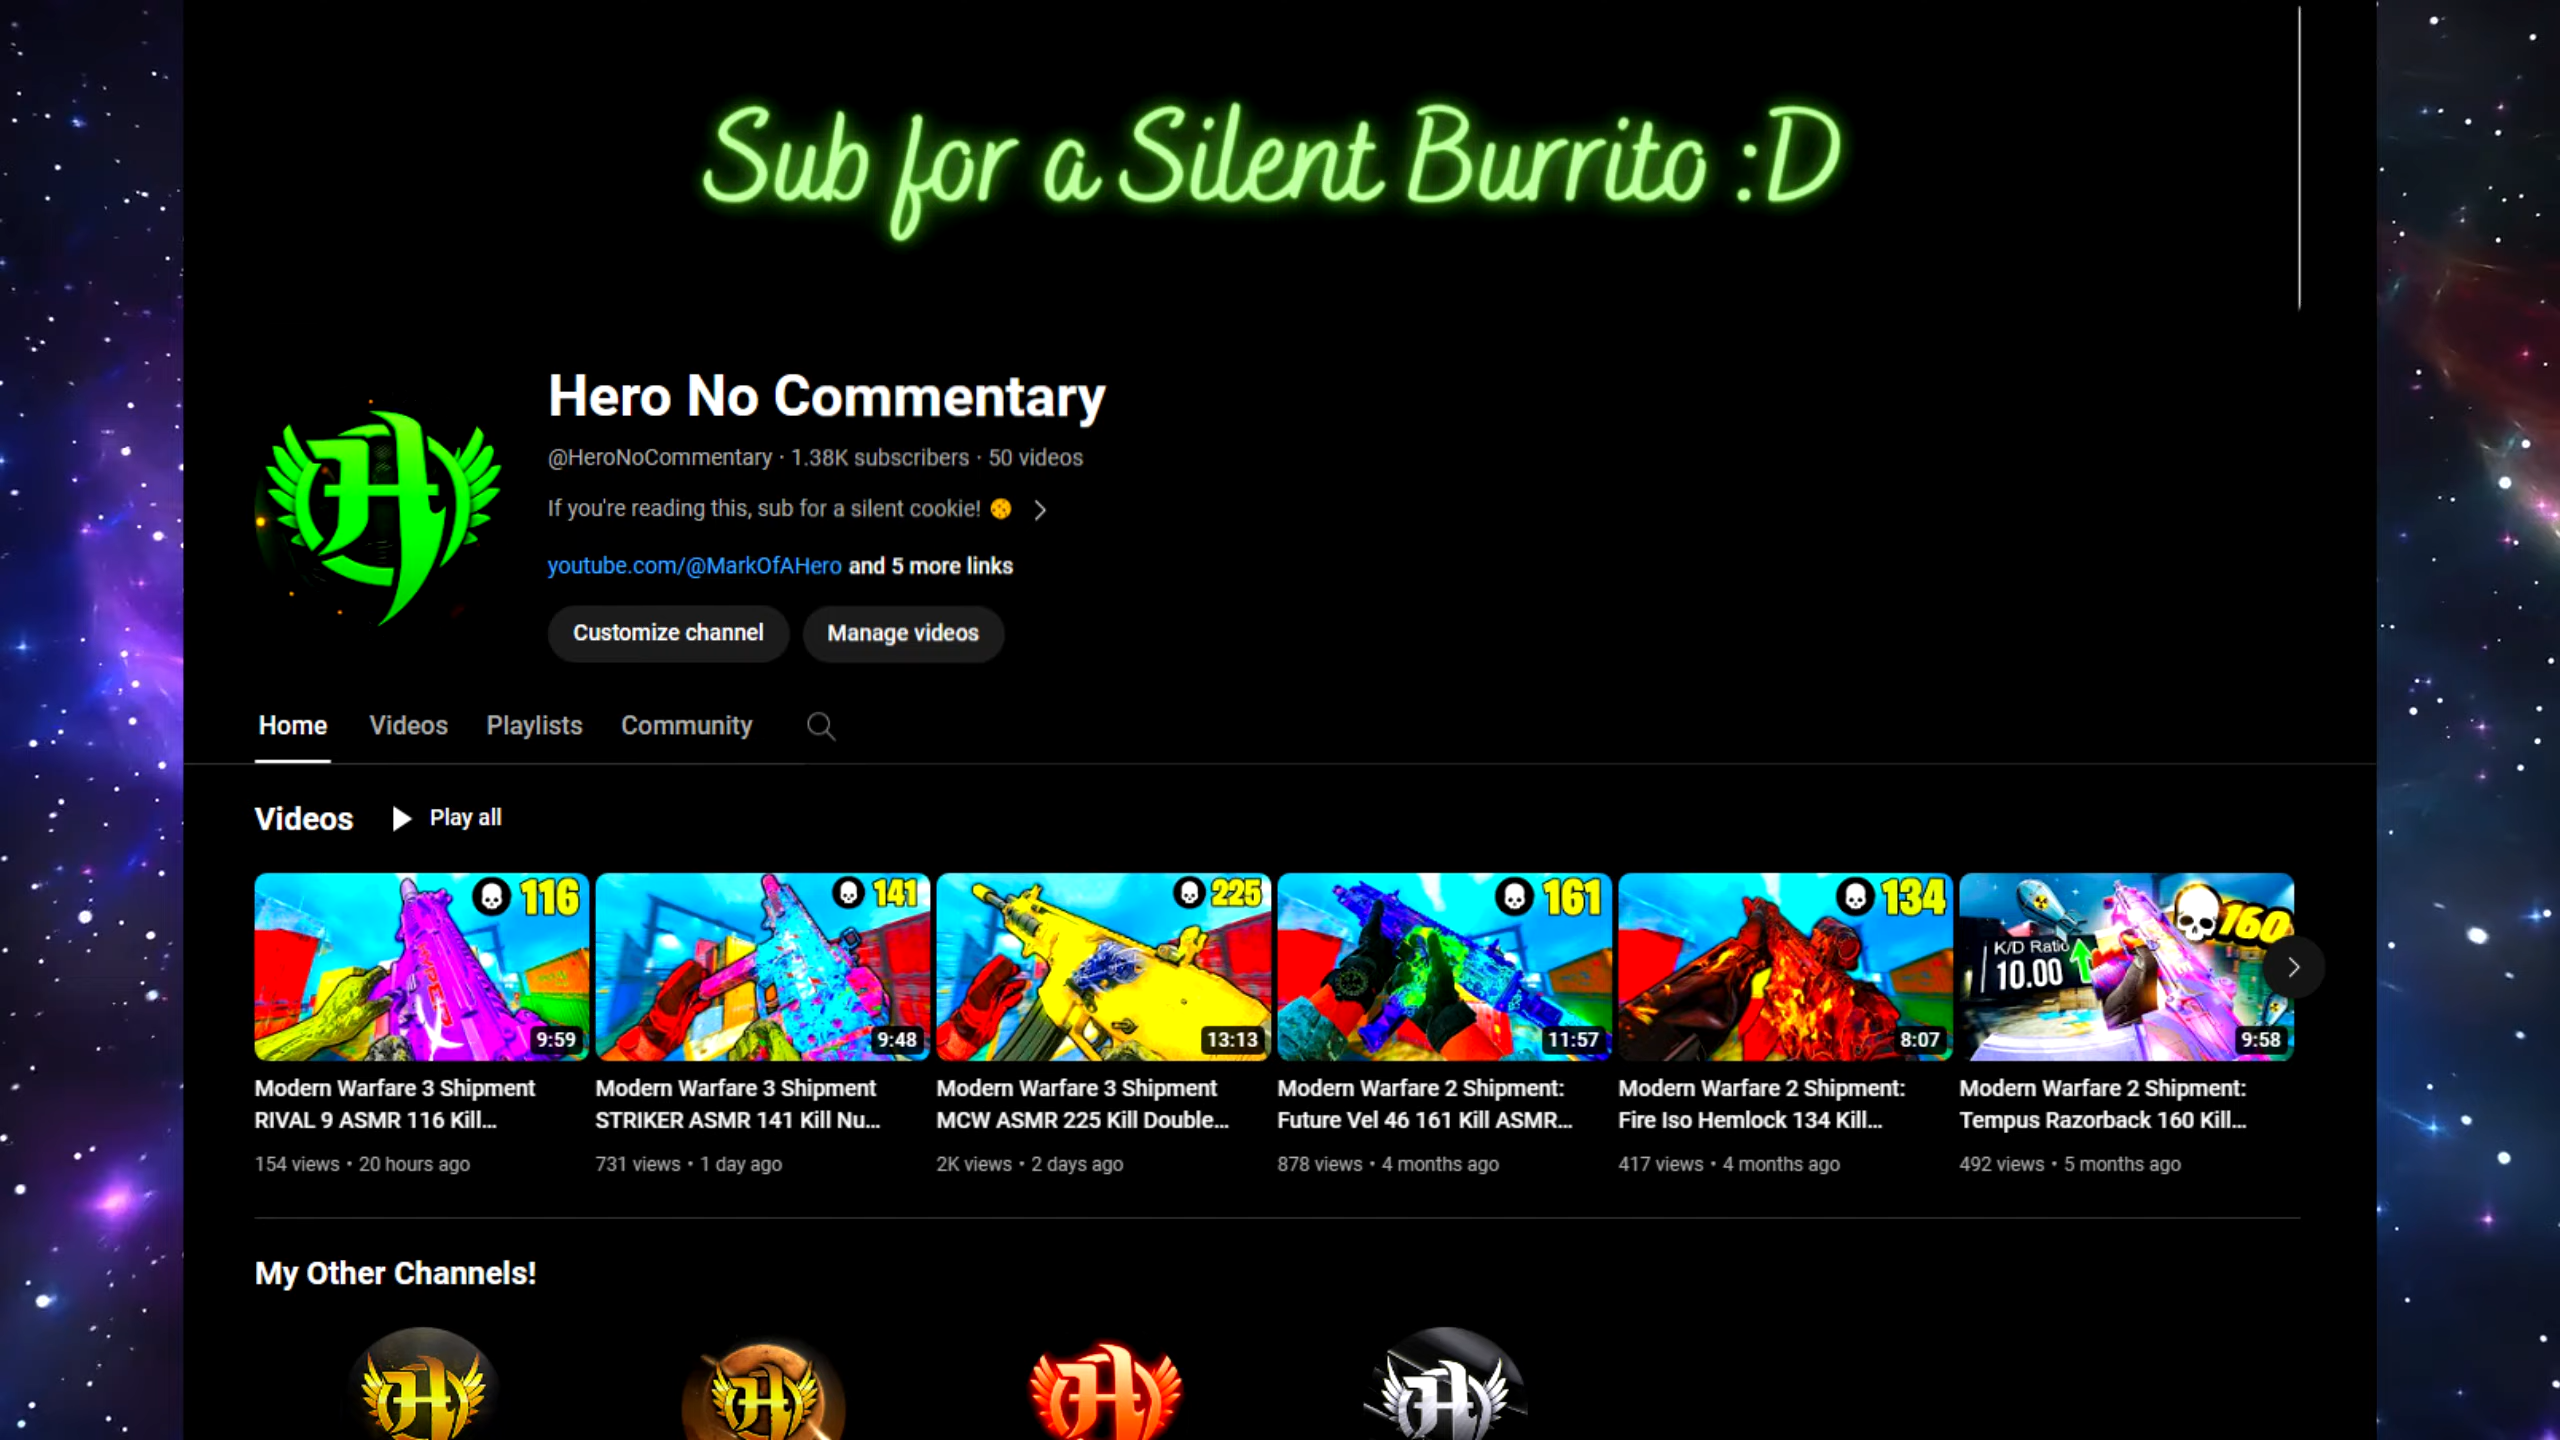 Sub for a Silent Burrito :D
Hero No Commentary
@HeroNoCommentary · 1.38K subscribers · 50 videos
If you're reading this, sub for a silent cookie! 🍪
youtube.com/@MarkOfAHero and 5 more links
Customize channel
Manage videos
Home
Videos
Playlists
Community
Videos
Play all
116
HYPE
9:59
141
9:48
225
13:13
161
11:57
134
8:07
K/D Ratio
10.00
160
9:58
Modern Warfare 3 Shipment
RIVAL 9 ASMR 116 Kill...
154 views • 20 hours ago
Modern Warfare 3 Shipment
STRIKER ASMR 141 Kill Nu...
731 views • 1 day ago
Modern Warfare 3 Shipment
MCW ASMR 225 Kill Double...
2K views • 2 days ago
Modern Warfare 2 Shipment:
Future Vel 46 161 Kill ASMR...
878 views • 4 months ago
Modern Warfare 2 Shipment:
Fire Iso Hemlock 134 Kill...
417 views • 4 months ago
Modern Warfare 2 Shipment:
Tempus Razorback 160 Kill...
492 views • 5 months ago
My Other Channels!